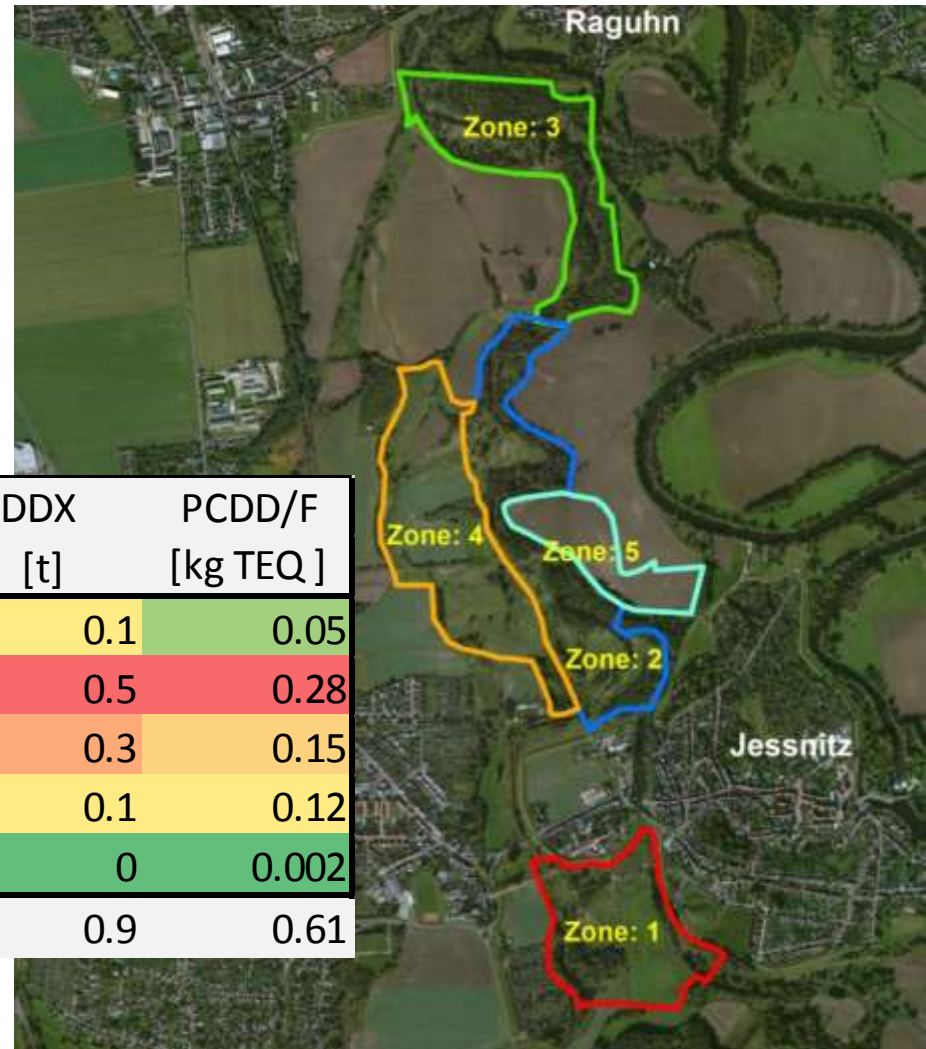 Raguhn
Zone: 3
DDX PCDD/F
[t] [kg TEQ ]
0.1 0.05
0.5 0.28
0.3 0.15
0.1 0.12
0 0.002
0.9 0.61
Zone: 4
Zone: 5
Zone: 2
Jessnitz
Zone: 1